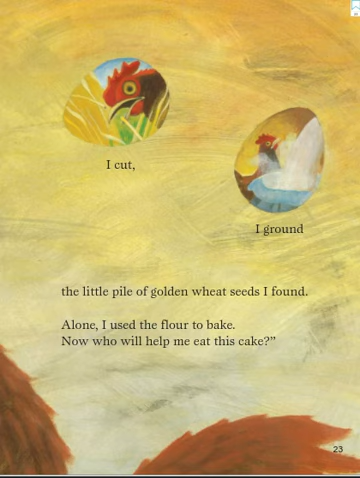 I cut,
I ground
the little pile of golden wheat seeds I found.
Alone, I used the flour to bake.
Now who will help me eat this cake?”
23